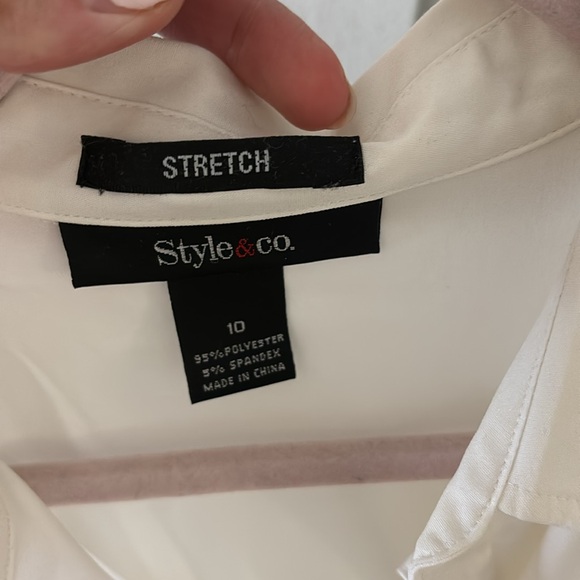 STRETCH
Style&co.
10
95% POLYESTER
5% SPANDEX
MADE IN CHINA